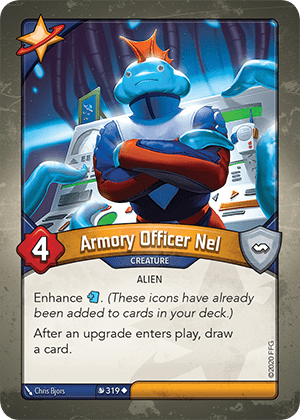 4
Armory Officer Nel
CREATURE
ALIEN
Enhance . (These icons have already
been added to cards in your deck.)
After an upgrade enters play, draw
a card.
©2020 FFG
Chris Bjors
319